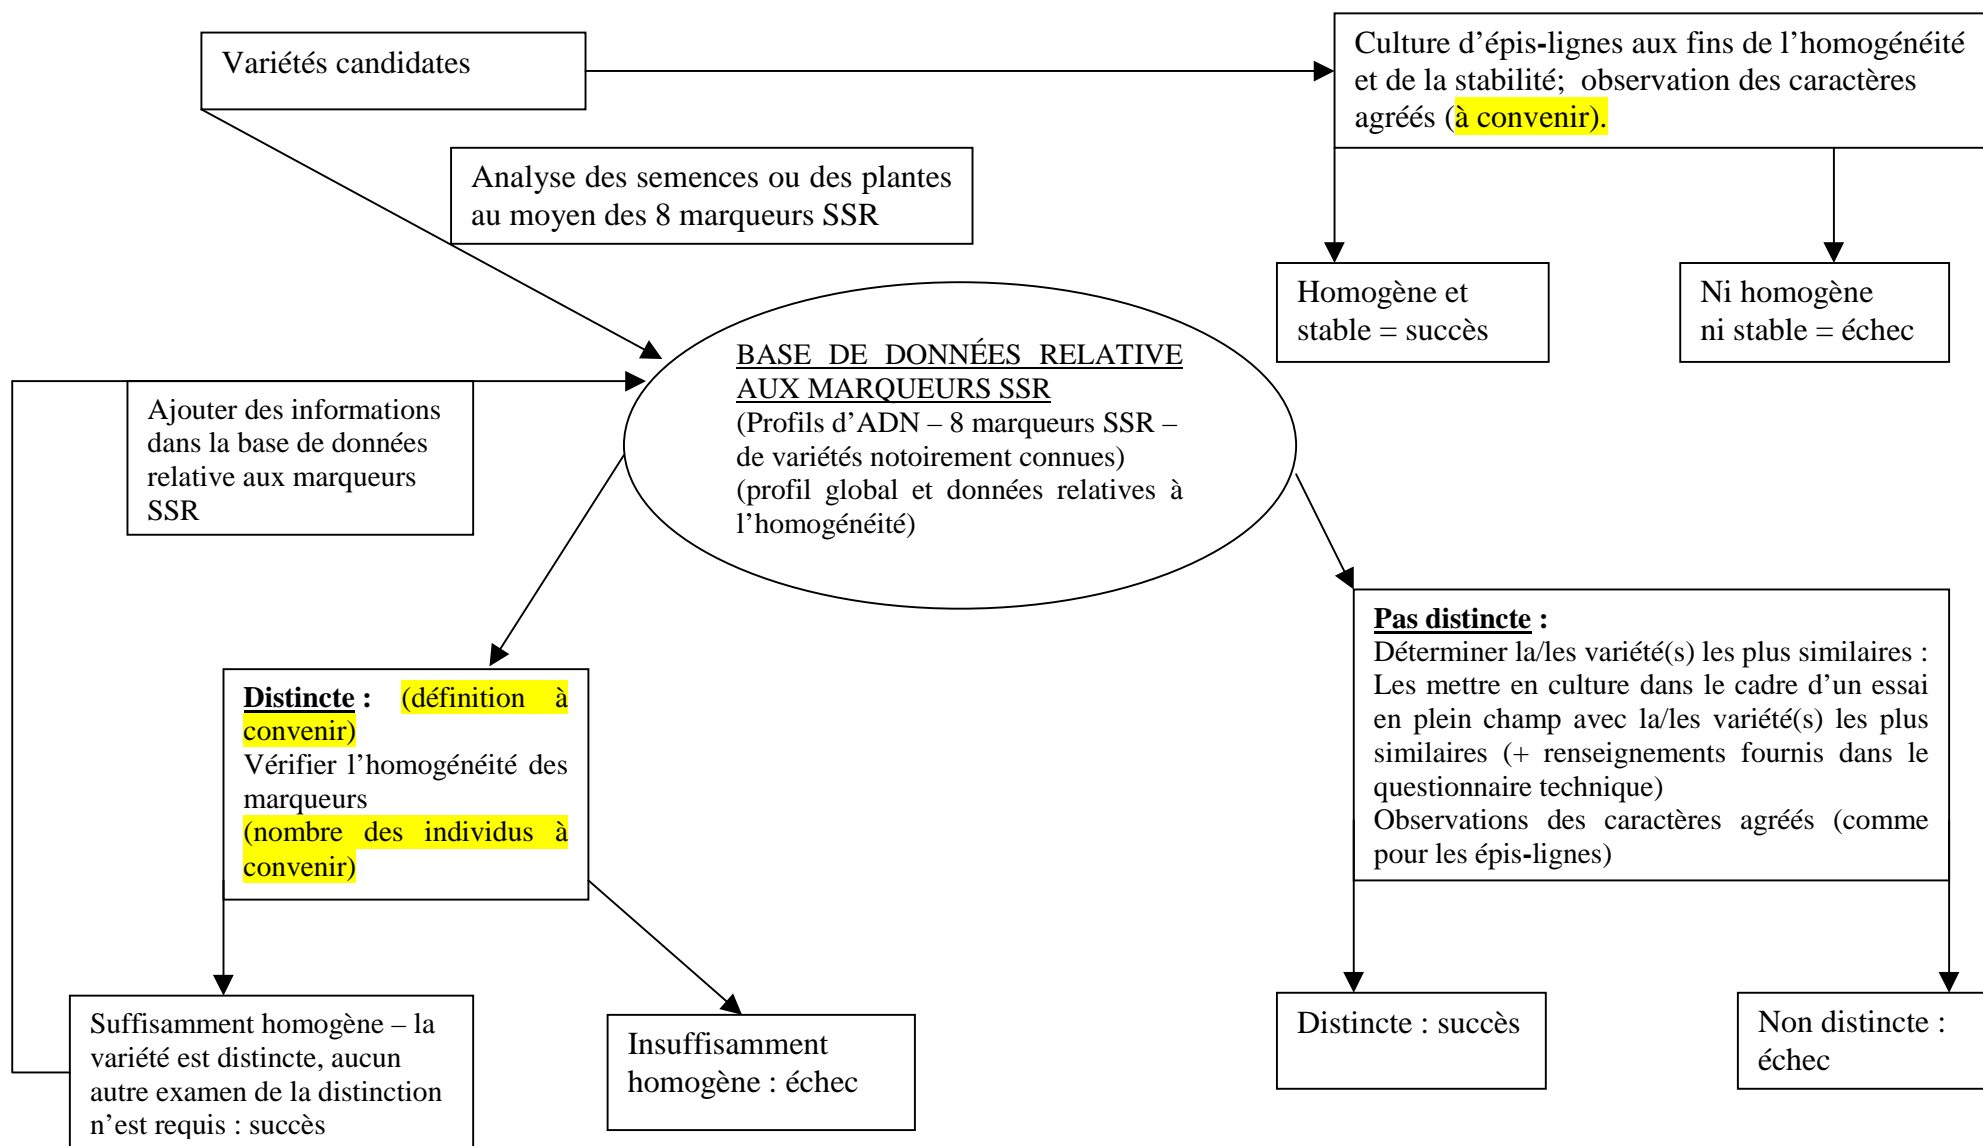 Variétés candidates
Culture d’épis-lignes aux fins de l’homogénéité
et de la stabilité;  observation des caractères
agréés (à convenir).
Analyse des semences ou des plantes
au moyen des 8 marqueurs SSR
Homogène et
stable = succès
Ni homogène
ni stable = échec
BASE DE DONNÉES RELATIVE
AUX MARQUEURS SSR
(Profils d’ADN – 8 marqueurs SSR –
de variétés notoirement connues)
(profil global et données relatives à
l’homogénéité)
Ajouter des informations
dans la base de données
relative aux marqueurs
SSR
Distincte : (définition à
convenir)
Vérifier l’homogénéité des
marqueurs
(nombre des individus à
convenir)
Pas distincte :
Déterminer la/les variété(s) les plus similaires :
Les mettre en culture dans le cadre d’un essai
en plein champ avec la/les variété(s) les plus
similaires (+ renseignements fournis dans le
questionnaire technique)
Observations des caractères agréés (comme
pour les épis-lignes)
Suffisamment homogène – la
variété est distincte, aucun
autre examen de la distinction
n’est requis : succès
Insuffisamment
homogène : échec
Distincte : succès
Non distincte :
échec